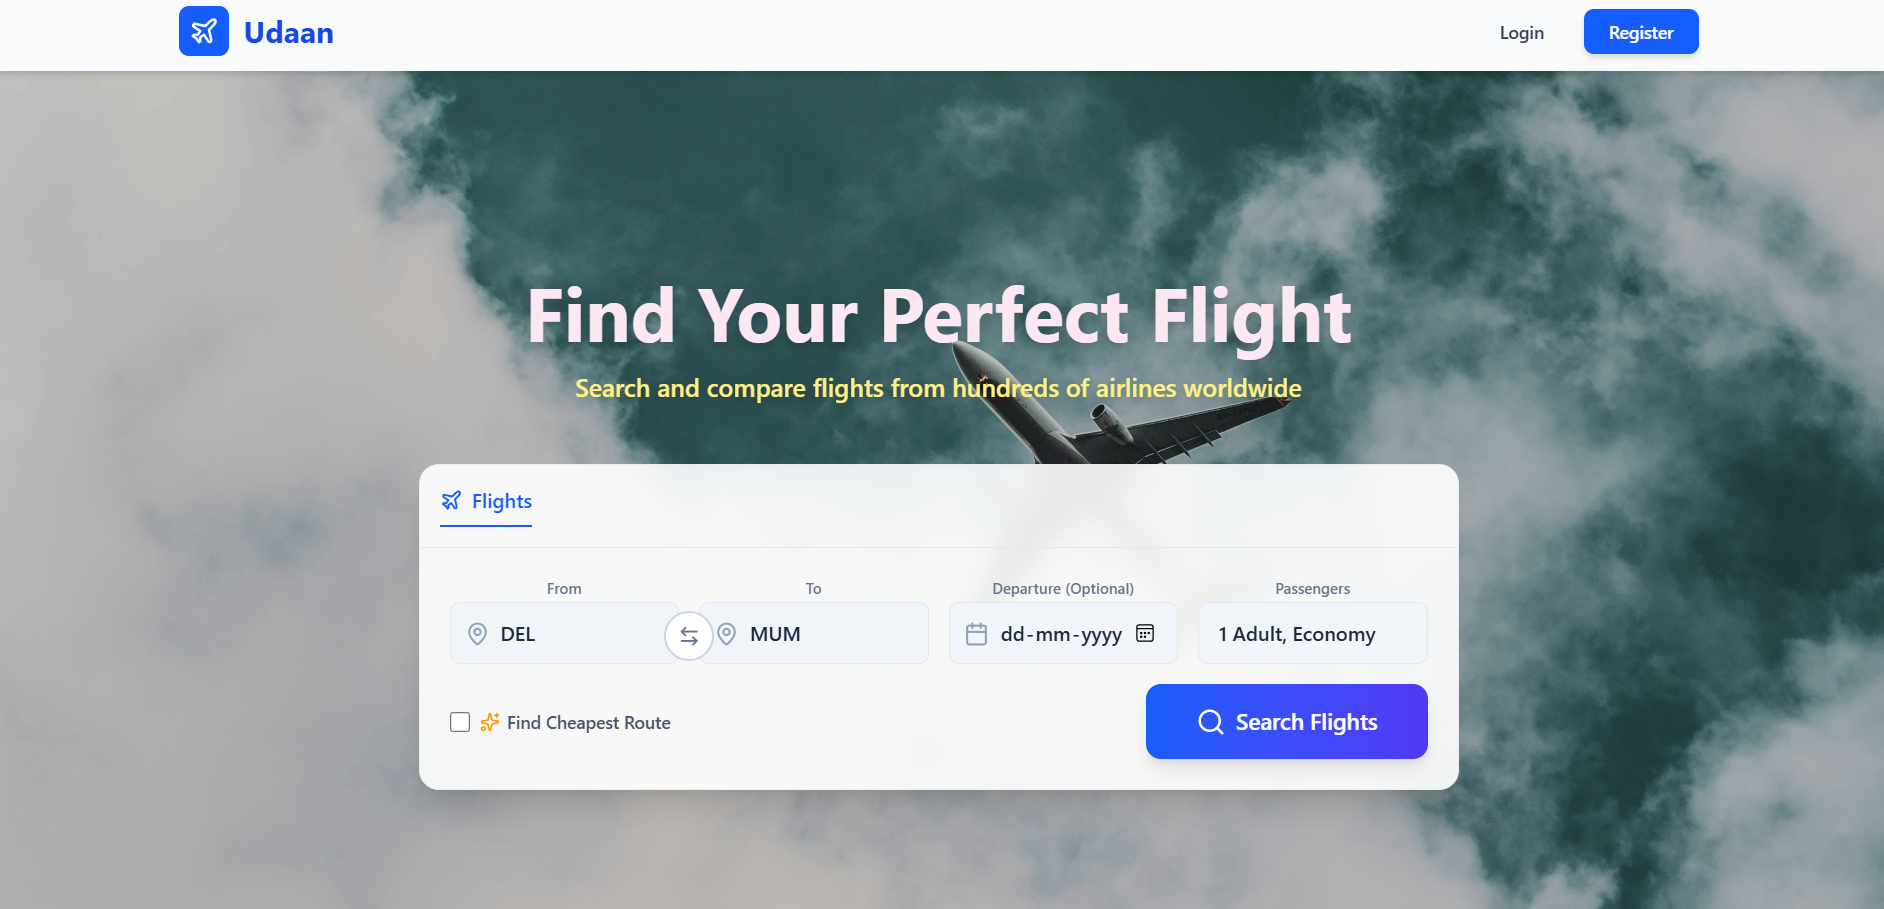 Udaan
Login
Register
Find Your Perfect Flight
Search and compare flights from hundreds of airlines worldwide
Flights
From
To
Departure (Optional)
Passengers
DEL
MUM
dd-mm-yyyy
1 Adult, Economy
Find Cheapest Route
Search Flights